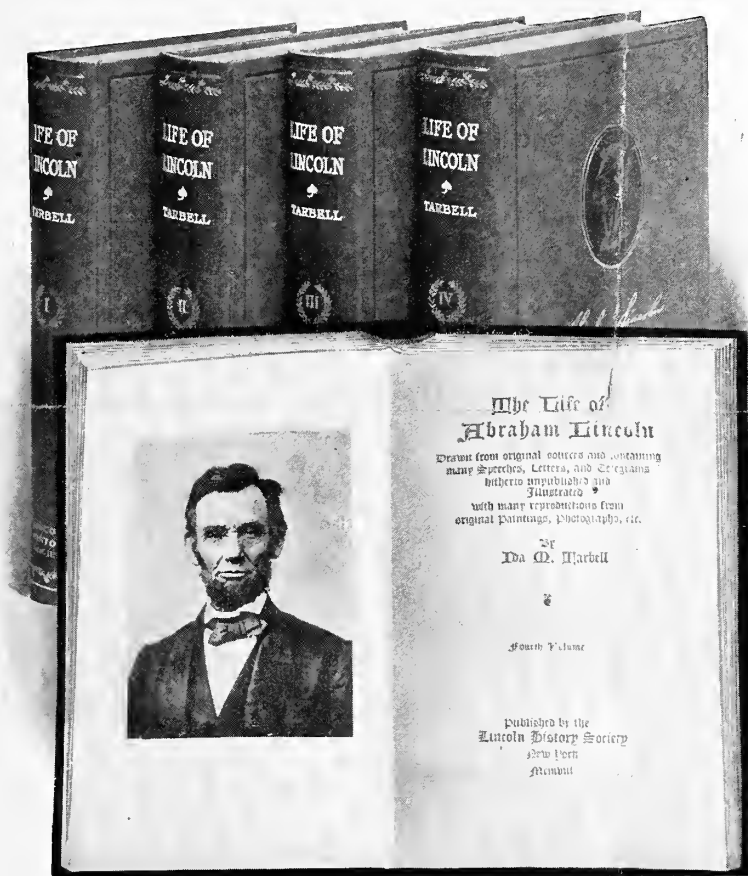 LIFE OF
LINCOLN
TARBELL
I
LIFE OF
LINCOLN
TARBELL
II
LIFE OF
LINCOLN
TARBELL
III
LIFE OF
LINCOLN
TARBELL
IV
The Life of
Abraham Lincoln
Drawn from original sources and containing
many Speeches, Letters, and Telegrams
hitherto unpublished and
Illustrated
with many reproductions from
original Paintings, Photographs, etc.
By
Ida M. Tarbell
Fourth Volume
Published by the
Lincoln History Society
New York